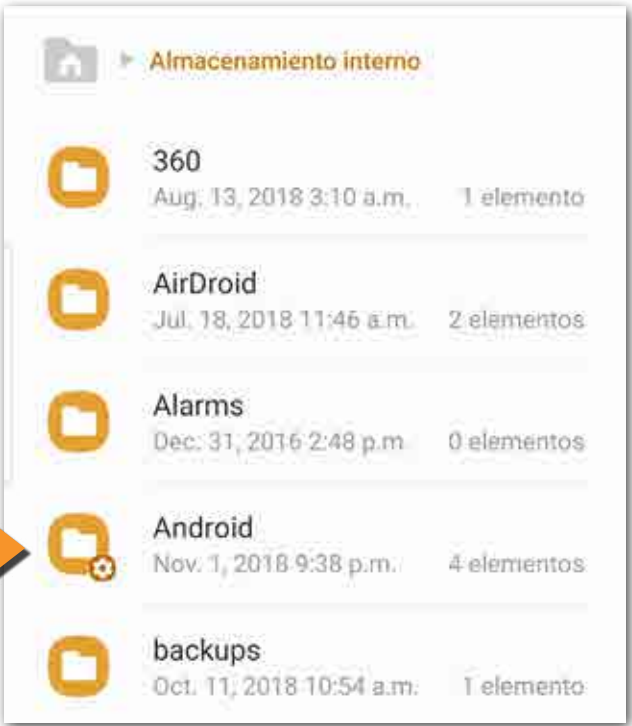 Almacenamiento interno
360
Aug. 13, 2018 3:10 a.m. 1 elemento
AirDroid
Jul. 18, 2018 11:46 a.m. 2 elementos
Alarms
Dec. 31, 2016 2:48 p.m. 0 elementos
Android
Nov. 1, 2018 9:38 p.m. 4 elementos
backups
Oct. 11, 2018 10:54 a.m. 1 elemento